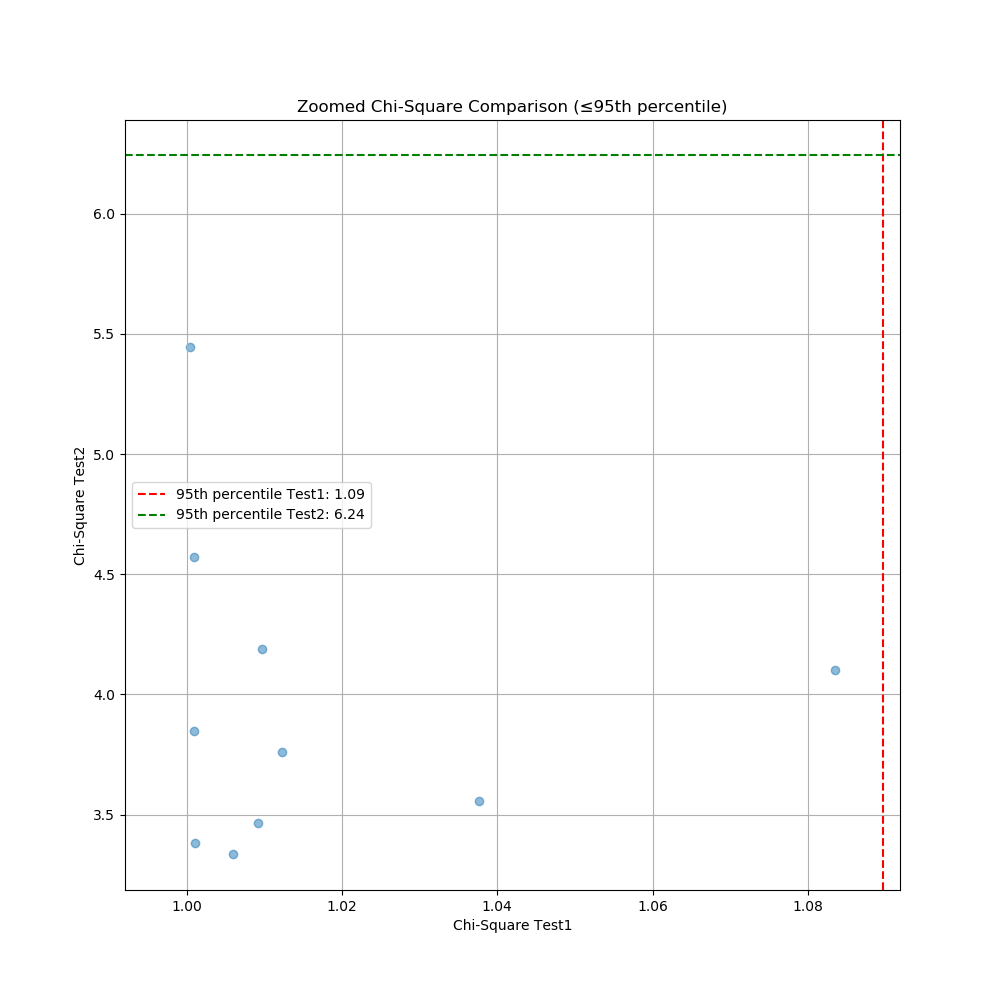 Zoomed Chi-Square Comparison (≤95th percentile)
Chi-Square Test2
6.0
5.5
5.0
4.5
4.0
3.5
95th percentile Test1: 1.09
95th percentile Test2: 6.24
1.00 1.02 1.04 1.06 1.08
Chi-Square Test1